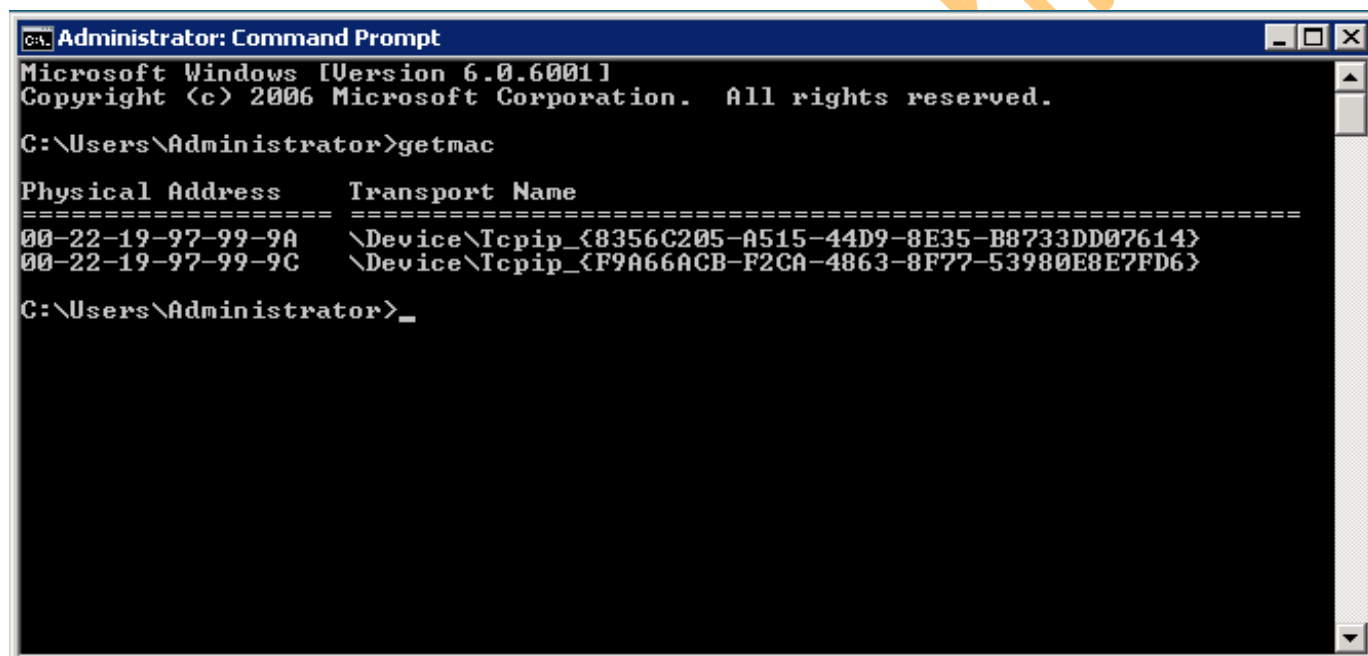 Administrator: Command Prompt
Microsoft Windows [Version 6.0.6001]
Copyright (c) 2006 Microsoft Corporation.  All rights reserved.
C:\Users\Administrator>getmac
Physical Address    Transport Name
=================== ==========================================================
00-22-19-97-99-9A   \Device\Tcpip_{8356C205-A515-44D9-8E35-B8733DD07614}
00-22-19-97-99-9C   \Device\Tcpip_{F9A66ACB-F2CA-4863-8F77-53980E8E7FD6}
C:\Users\Administrator>_